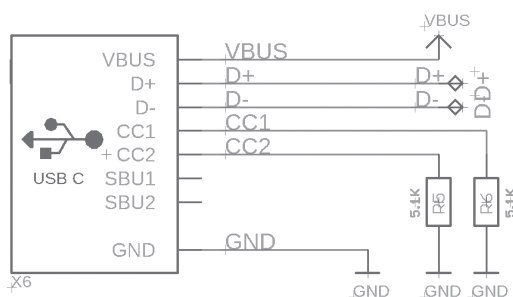 VBUS
VBUS VBUS
D+ D+ D+ D+
D- D- D- D-
CC1 CC1
CC2 CC2
USB C
SBU1
SBU2
5.1K R5 R6 5.1K
GND GND
X6
GND GND GND